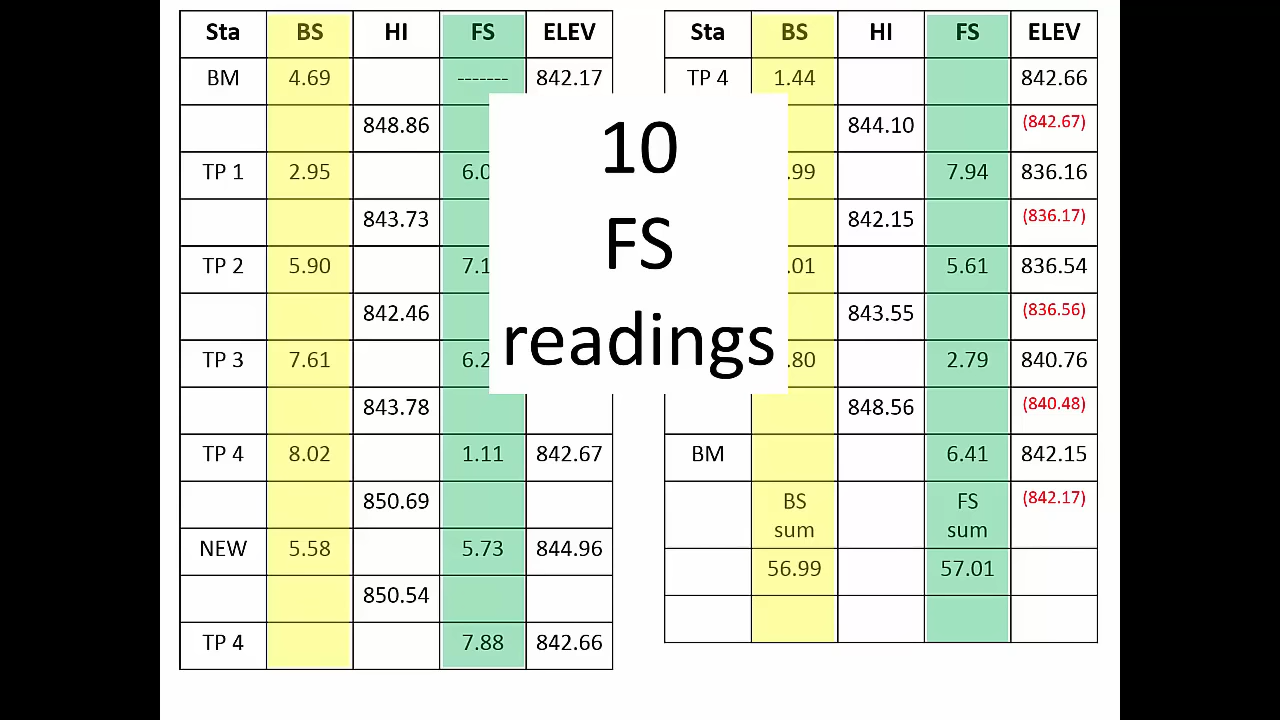 Sta BS HI FS ELEV
BM 4.69 ------- 842.17
848.86
TP 1 2.95
843.73
TP 2 5.90
842.46
TP 3 7.61
843.78
TP 4 8.02 1.11 842.67
850.69
NEW 5.58 5.73 844.96
850.54
TP 4 7.88 842.66
10
FS
readings
Sta BS HI FS ELEV
TP 4 1.44 842.66
844.10 (842.67)
.99 7.94 836.16
842.15 (836.17)
.01 5.61 836.54
843.55 (836.56)
.80 2.79 840.76
848.56 (840.48)
BM 6.41 842.15
BS sum FS sum (842.17)
56.99 57.01